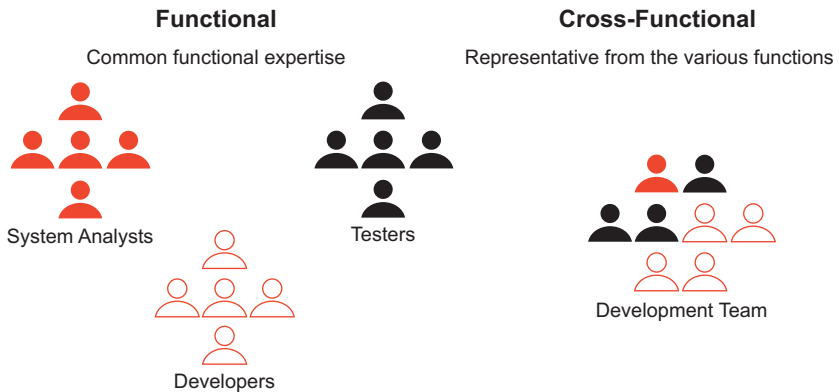 Functional
Common functional expertise
System Analysts
Testers
Developers
Cross-Functional
Representative from the various functions
Development Team